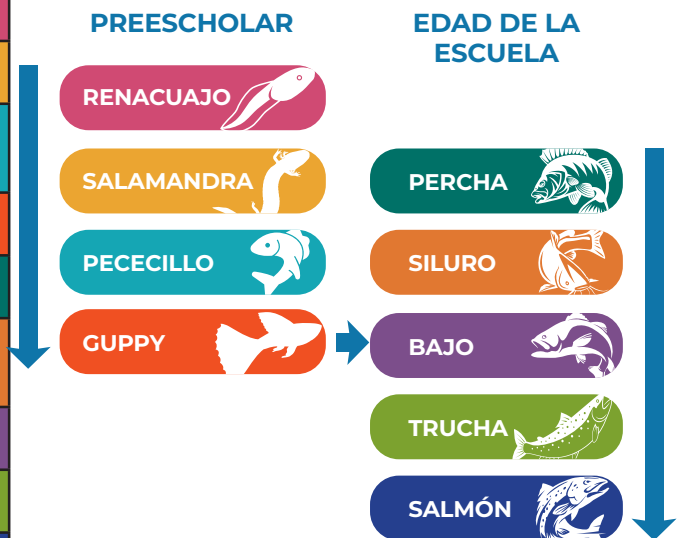 PREESCHOLAR
RENACUAJO
SALAMANDRA
PECECILLO
GUPPY
EDAD DE LA
ESCUELA
PERCHA
SILURO
BAJO
TRUCHA
SALMÓN